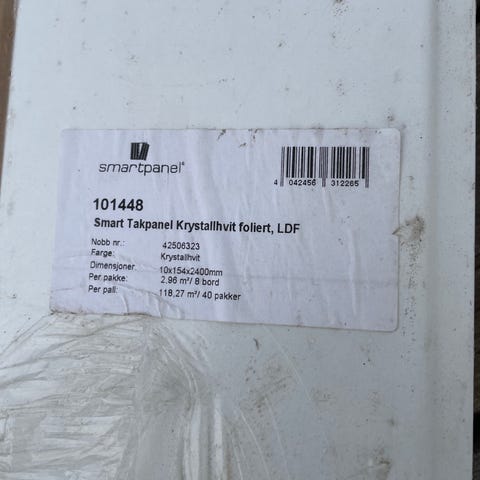 smartpanel®
4 042456 312265
101448
Smart Takpanel Krystallhvit foliert, LDF
Nobb nr.: 42506323
Farge: Krystallhvit
Dimensjoner: 10x154x2400mm
Per pakke: 2,96 m²/ 8 bord
Per pall: 118,27 m²/ 40 pakker